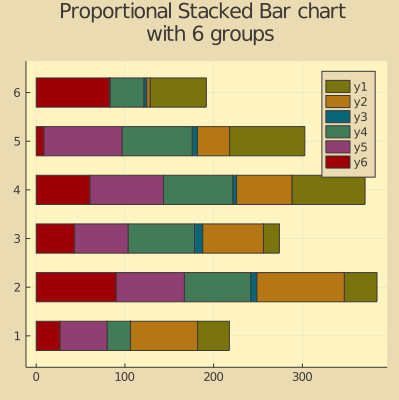 Proportional Stacked Bar chart
with 6 groups
y1
y2
y3
y4
y5
y6
6
5
4
3
2
1
0 100 200 300